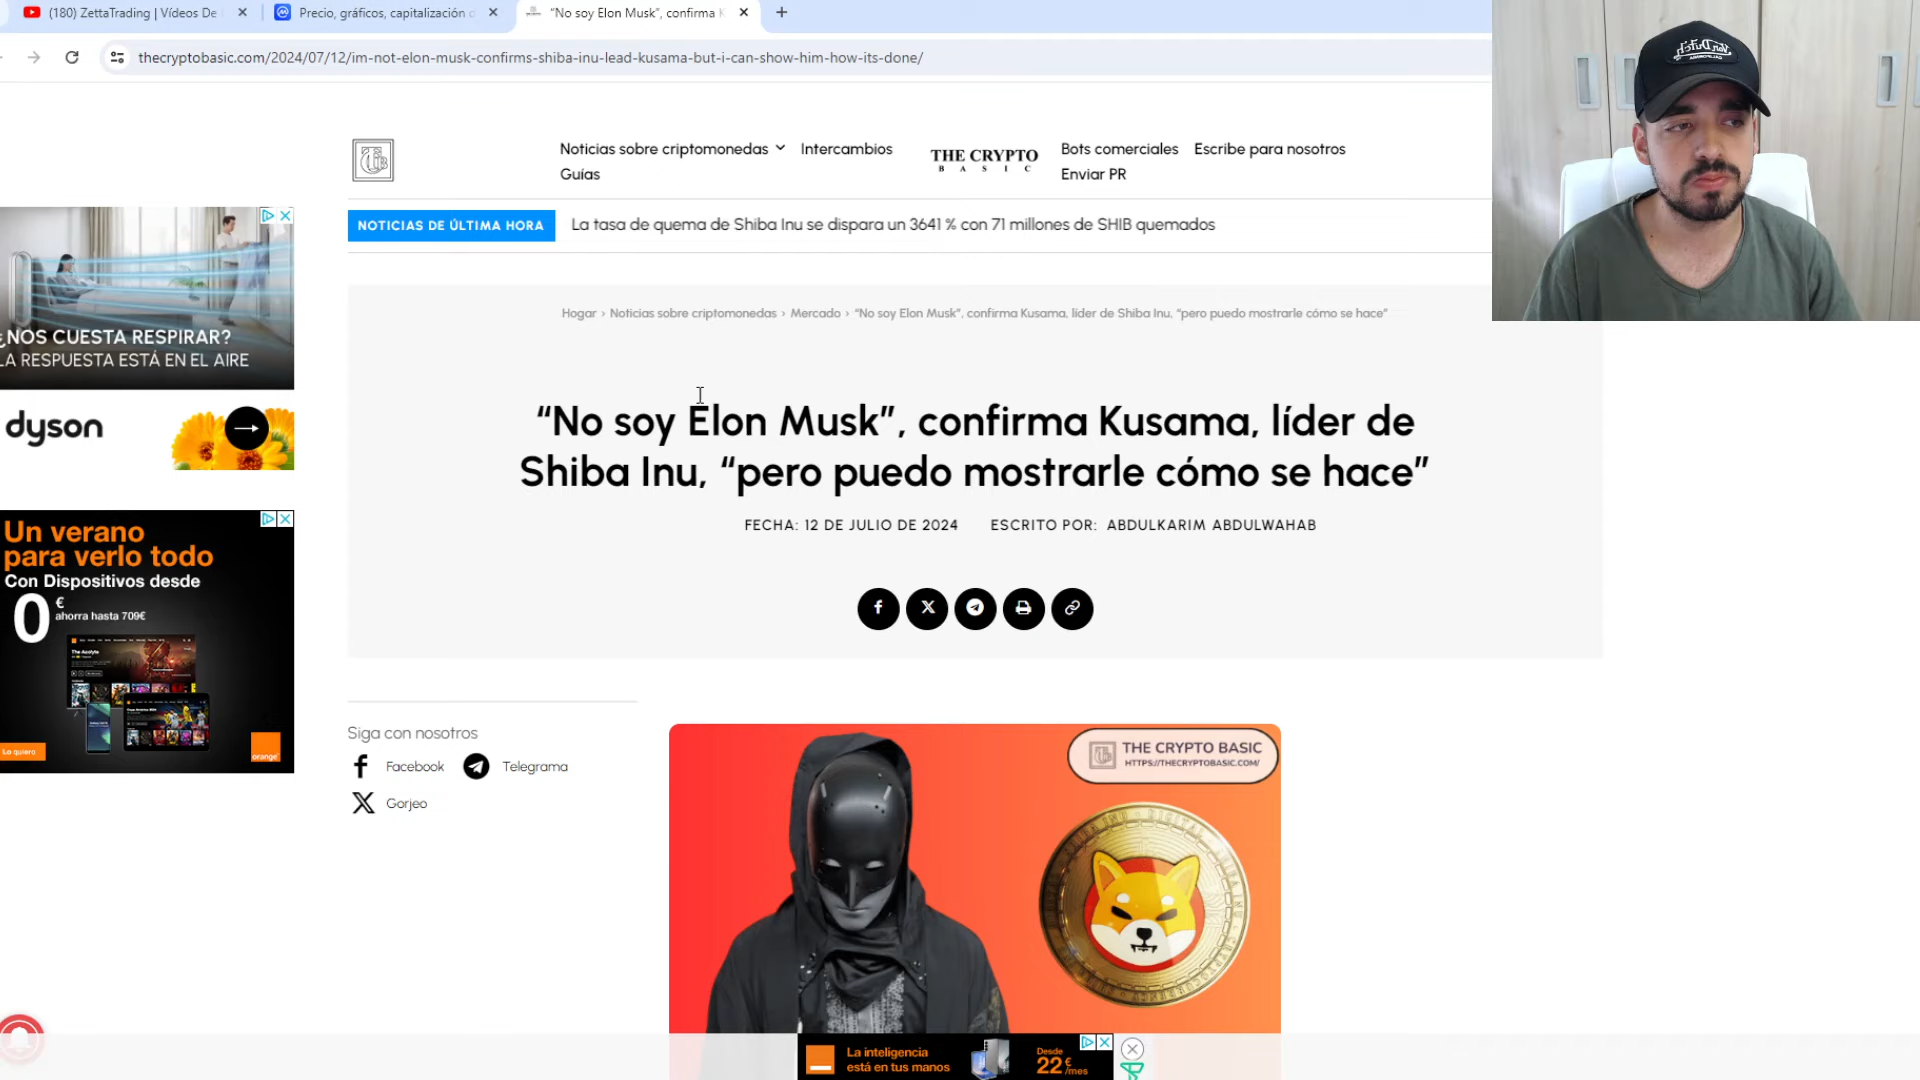 (180) ZettaTrading | Vídeos De
Precio, gráficos, capitalización
“No soy Elon Musk”, confirma K
thecryptobasic.com/2024/07/12/im-not-elon-musk-confirms-shiba-inu-lead-kusama-but-i-can-show-him-how-its-done/
Von Dutch
Noticias sobre criptomonedas
Intercambios
THE CRYPTO
BASIC
Bots comerciales
Escribe para nosotros
Guías
Enviar PR
NOTICIAS DE ÚLTIMA HORA
La tasa de quema de Shiba Inu se dispara un 3641 % con 71 millones de SHIB quemados
Hogar › Noticias sobre criptomonedas › Mercado › “No soy Elon Musk”, confirma Kusama, líder de Shiba Inu, “pero puedo mostrarle cómo se hace”
¿NOS CUESTA RESPIRAR?
LA RESPUESTA ESTÁ EN EL AIRE
dyson
“No soy Elon Musk”, confirma Kusama, líder de
Shiba Inu, “pero puedo mostrarle cómo se hace”
FECHA: 12 DE JULIO DE 2024
ESCRITO POR: ABDULKARIM ABDULWAHAB
Un verano
para verlo todo
Con Dispositivos desde
0 €
ahorra hasta 709€
The Acolyte
Lo quiero
orange
Siga con nosotros
Facebook
Telegrama
Gorjeo
THE CRYPTO BASIC
HTTPS://THECRYPTOBASIC.COM/
La inteligencia
está en tus manos
Desde
22 €
/mes